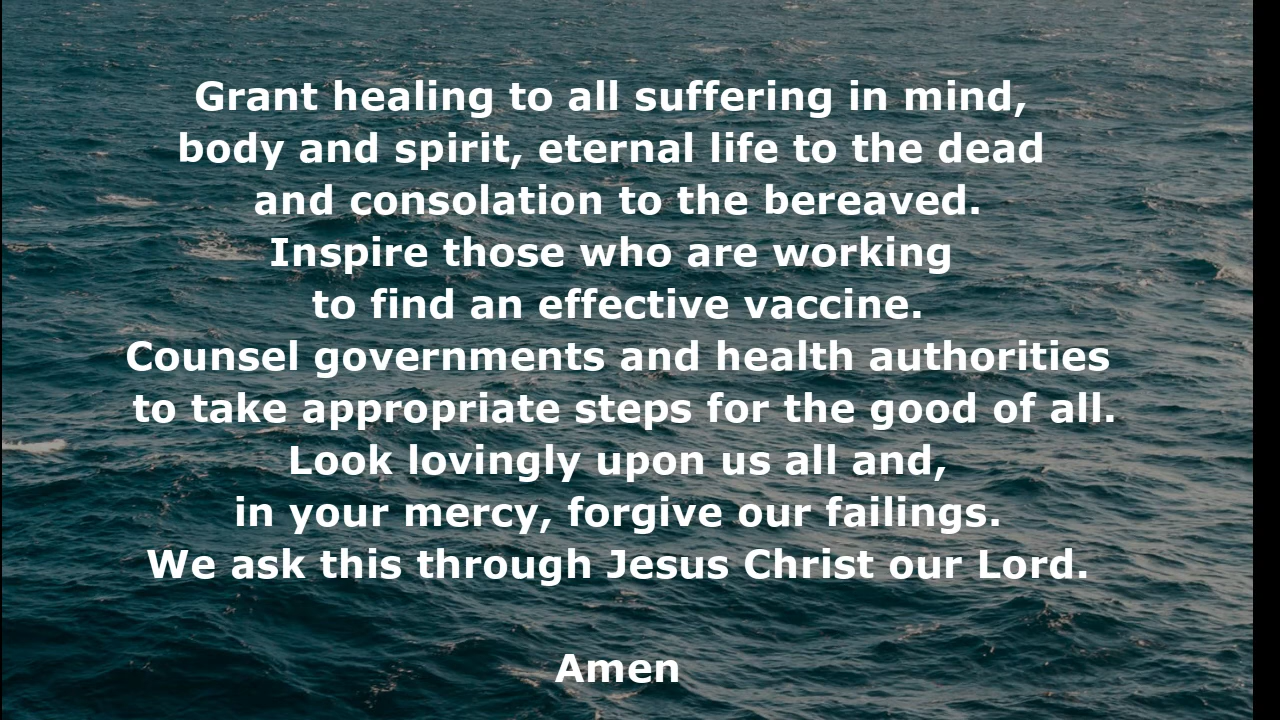 Grant healing to all suffering in mind,
body and spirit, eternal life to the dead
and consolation to the bereaved.
Inspire those who are working
to find an effective vaccine.
Counsel governments and health authorities
to take appropriate steps for the good of all.
Look lovingly upon us all and,
in your mercy, forgive our failings.
We ask this through Jesus Christ our Lord.
Amen